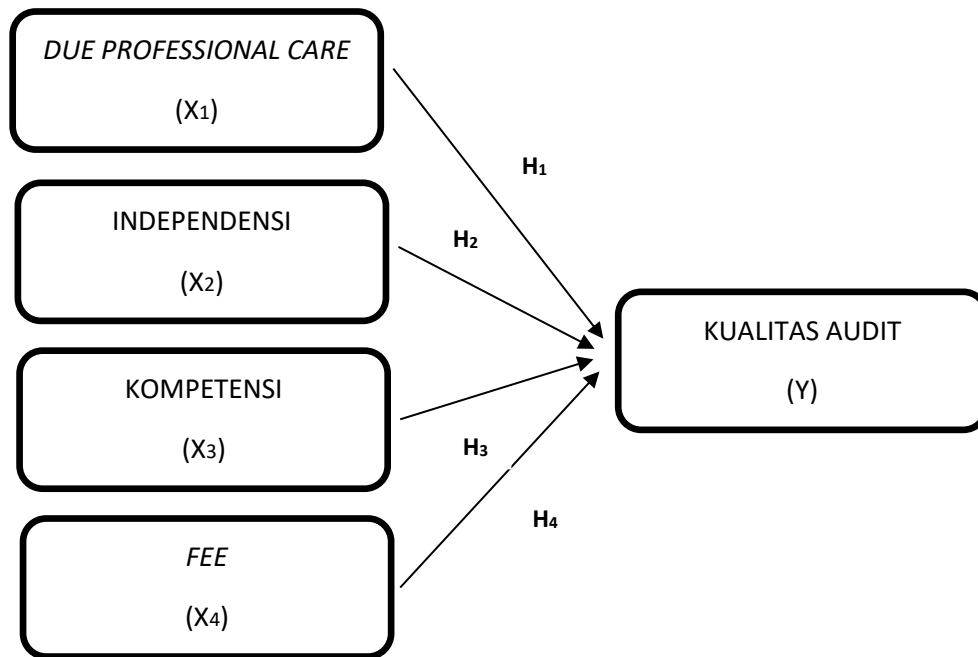 DUE PROFESSIONAL CARE
(X1)
H1
INDEPENDENSI
(X2)
H2
KUALITAS AUDIT
(Y)
KOMPETENSI
(X3)
H3
FEE
(X4)
H4